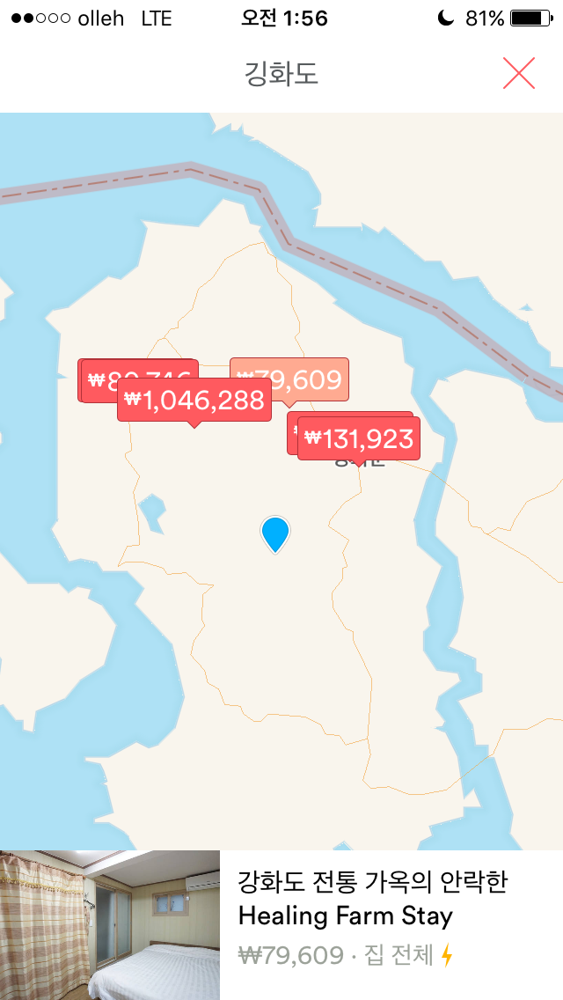 olleh LTE 오전 1:56 81%
깅화도
₩79,609
₩1,046,288
₩131,923
강화도 전통 가옥의 안락한
Healing Farm Stay
₩79,609 · 집 전체